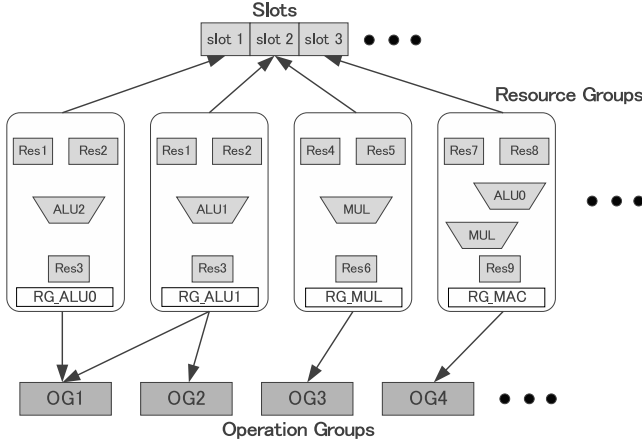 Slots
slot 1 slot 2 slot 3
Resource Groups
Res1 Res2 Res1 Res2 Res4 Res5 Res7 Res8
ALU2 ALU1 MUL ALU0
MUL
Res3 Res3 Res6 Res9
RG_ALU0 RG_ALU1 RG_MUL RG_MAC
OG1 OG2 OG3 OG4
Operation Groups